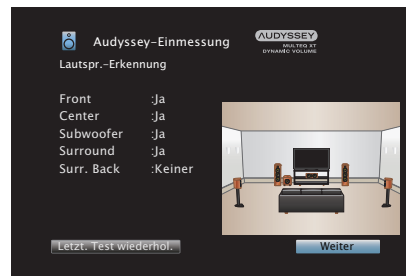 Audyssey-Einmessung
AUDYSSEY
MULTEQ XT
DYNAMIC VOLUME
Lautspr.-Erkennung
Front :Ja
Center :Ja
Subwoofer :Ja
Surround :Ja
Surr. Back :Keiner
Letzt. Test wiederhol.
Weiter